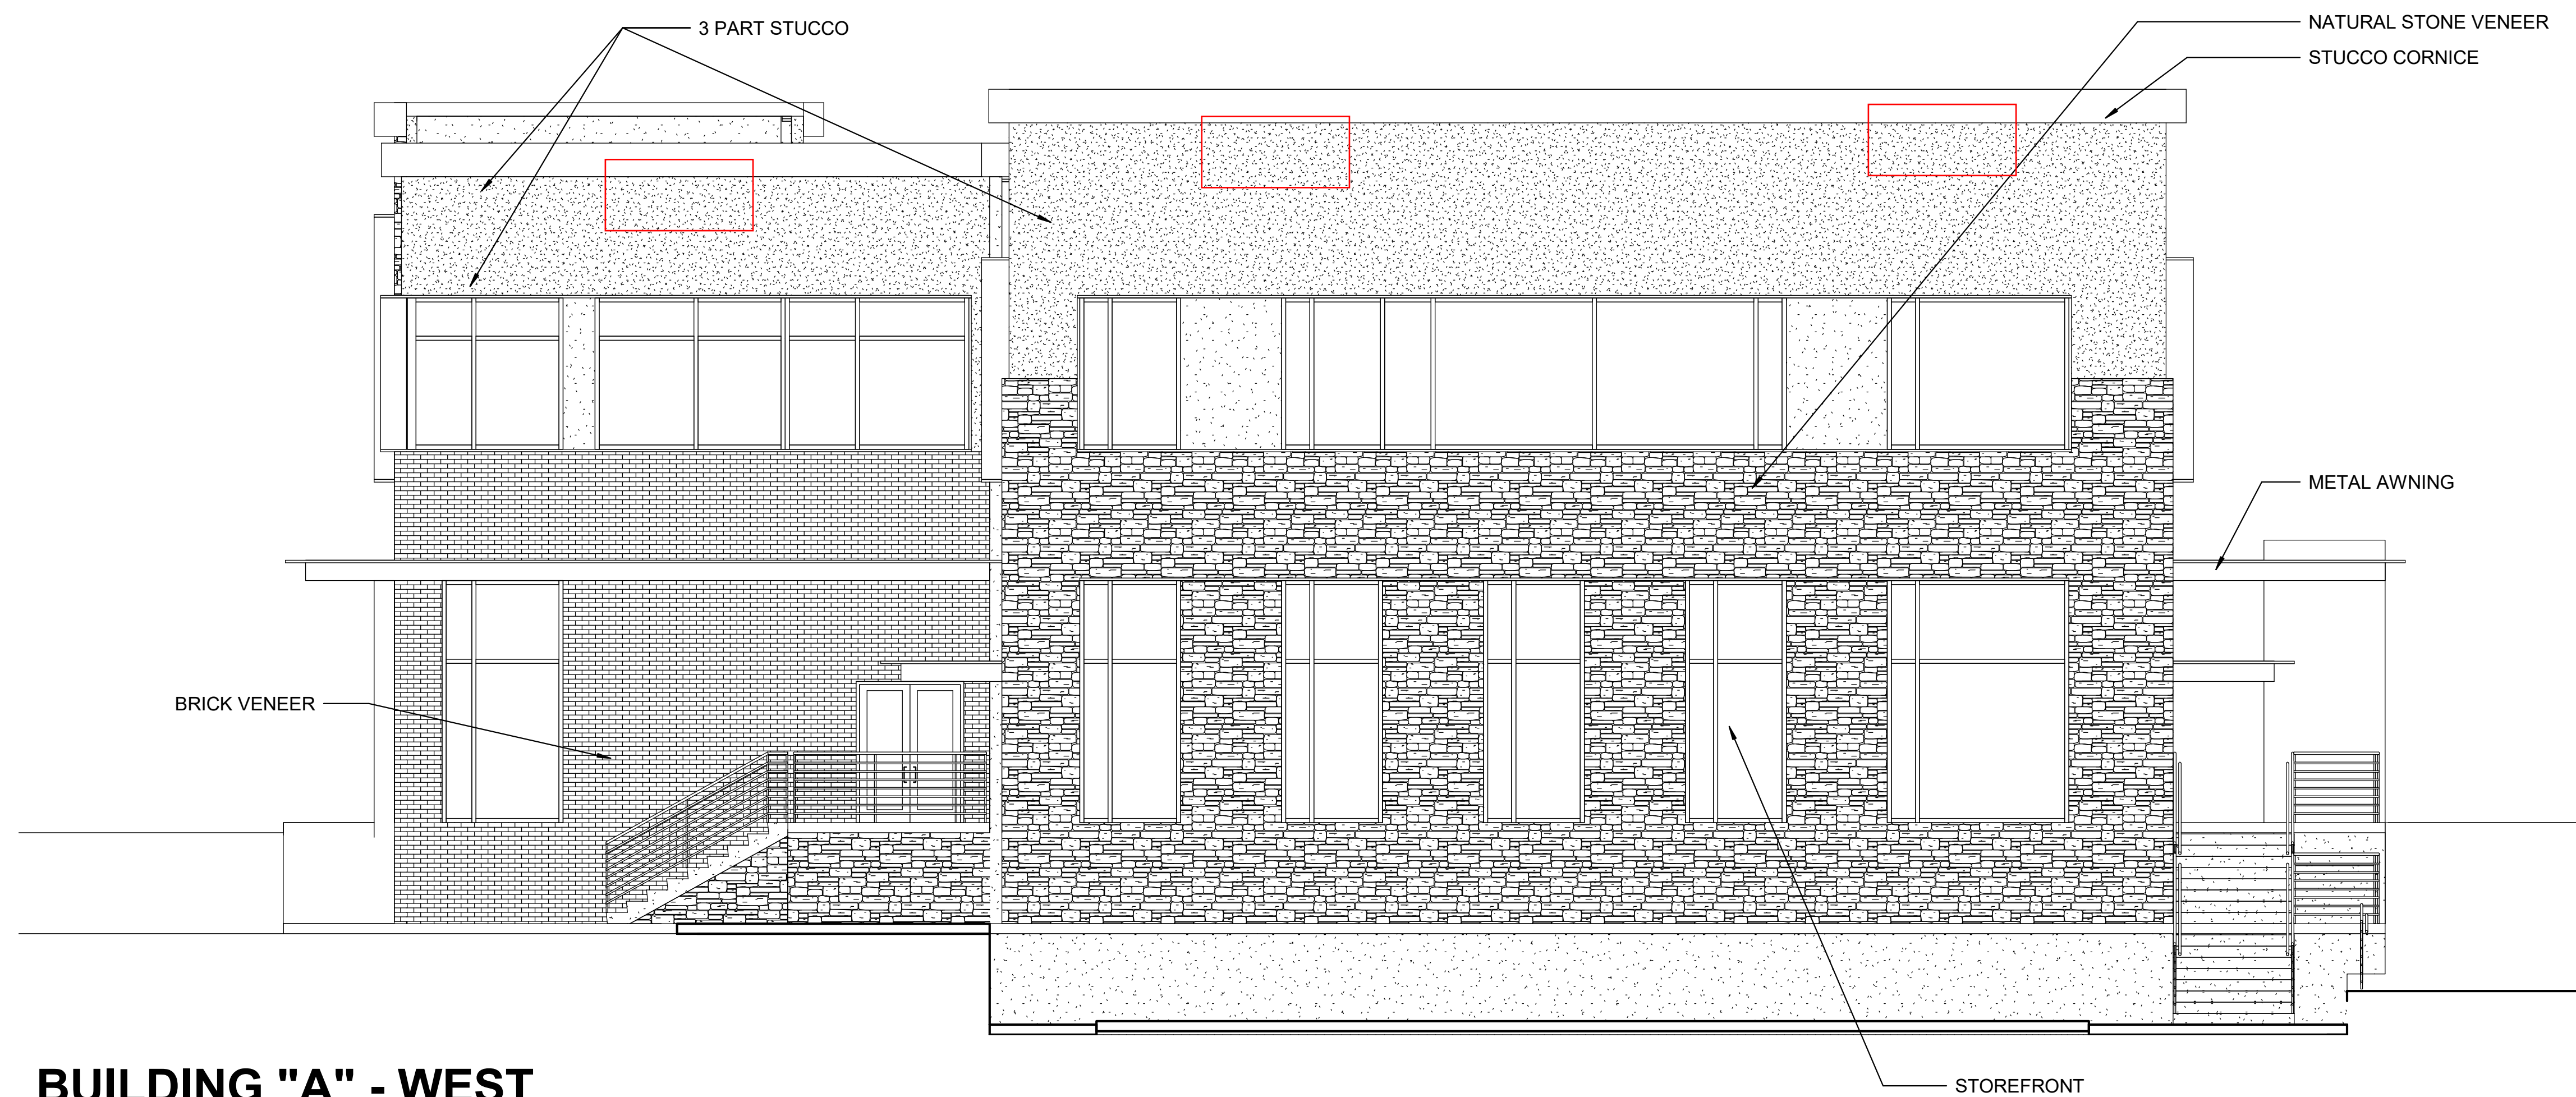 3 PART STUCCO
NATURAL STONE VENEER
STUCCO CORNICE
METAL AWNING
BRICK VENEER
BUILDING "A" - WEST
STOREFRONT